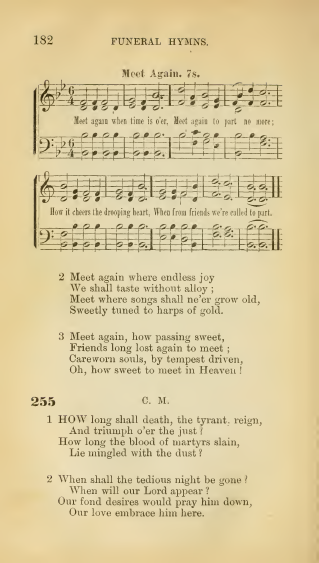 182 FUNERAL HYMNS.
Meet Again. 7s.
Meet again when time is o'er, Meet again to part no more;
How it cheers the drooping heart, When from friends we're called to part.
2 Meet again where endless joy
We shall taste without alloy;
Meet where songs shall ne'er grow old,
Sweetly tuned to harps of gold.
3 Meet again, how passing sweet,
Friends long lost again to meet;
Careworn souls, by tempest driven,
Oh, how sweet to meet in Heaven!
255 C. M.
1 HOW long shall death, the tyrant, reign,
And triumph o'er the just?
How long the blood of martyrs slain,
Lie mingled with the dust?
2 When shall the tedious night be gone?
When will our Lord appear?
Our fond desires would pray him down,
Our love embrace him here.